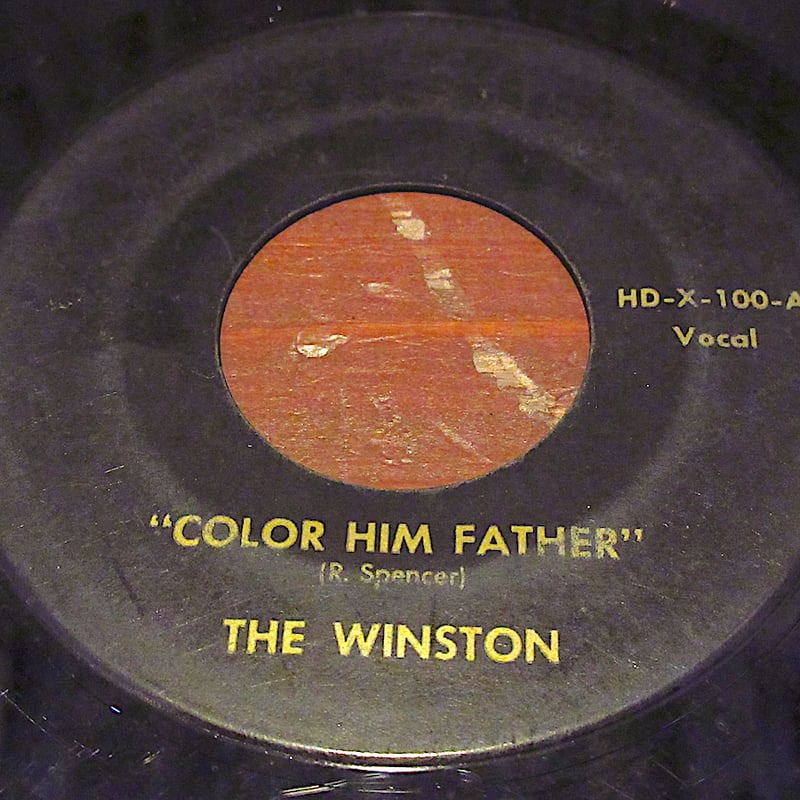 HD-X-100-A
Vocal
“COLOR HIM FATHER”
(R. Spencer)
THE WINSTON